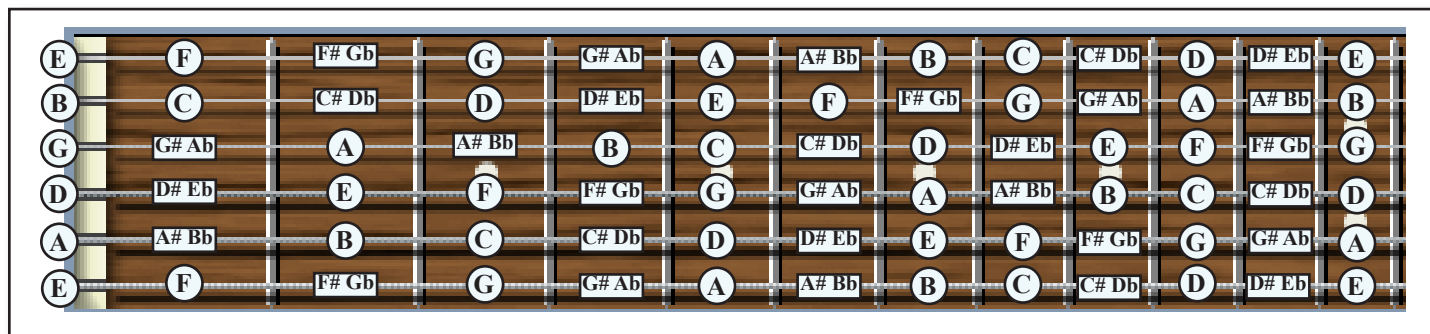 E F F# Gb G G# Ab A A# Bb B C C# Db D D# Eb E
B C C# Db D D# Eb E F F# Gb G G# Ab A A# Bb B
G G# Ab A A# Bb B C C# Db D D# Eb E F F# Gb G
D D# Eb E F F# Gb G G# Ab A A# Bb B C C# Db D
A A# Bb B C C# Db D D# Eb E F F# Gb G G# Ab A
E F F# Gb G G# Ab A A# Bb B C C# Db D D# Eb E